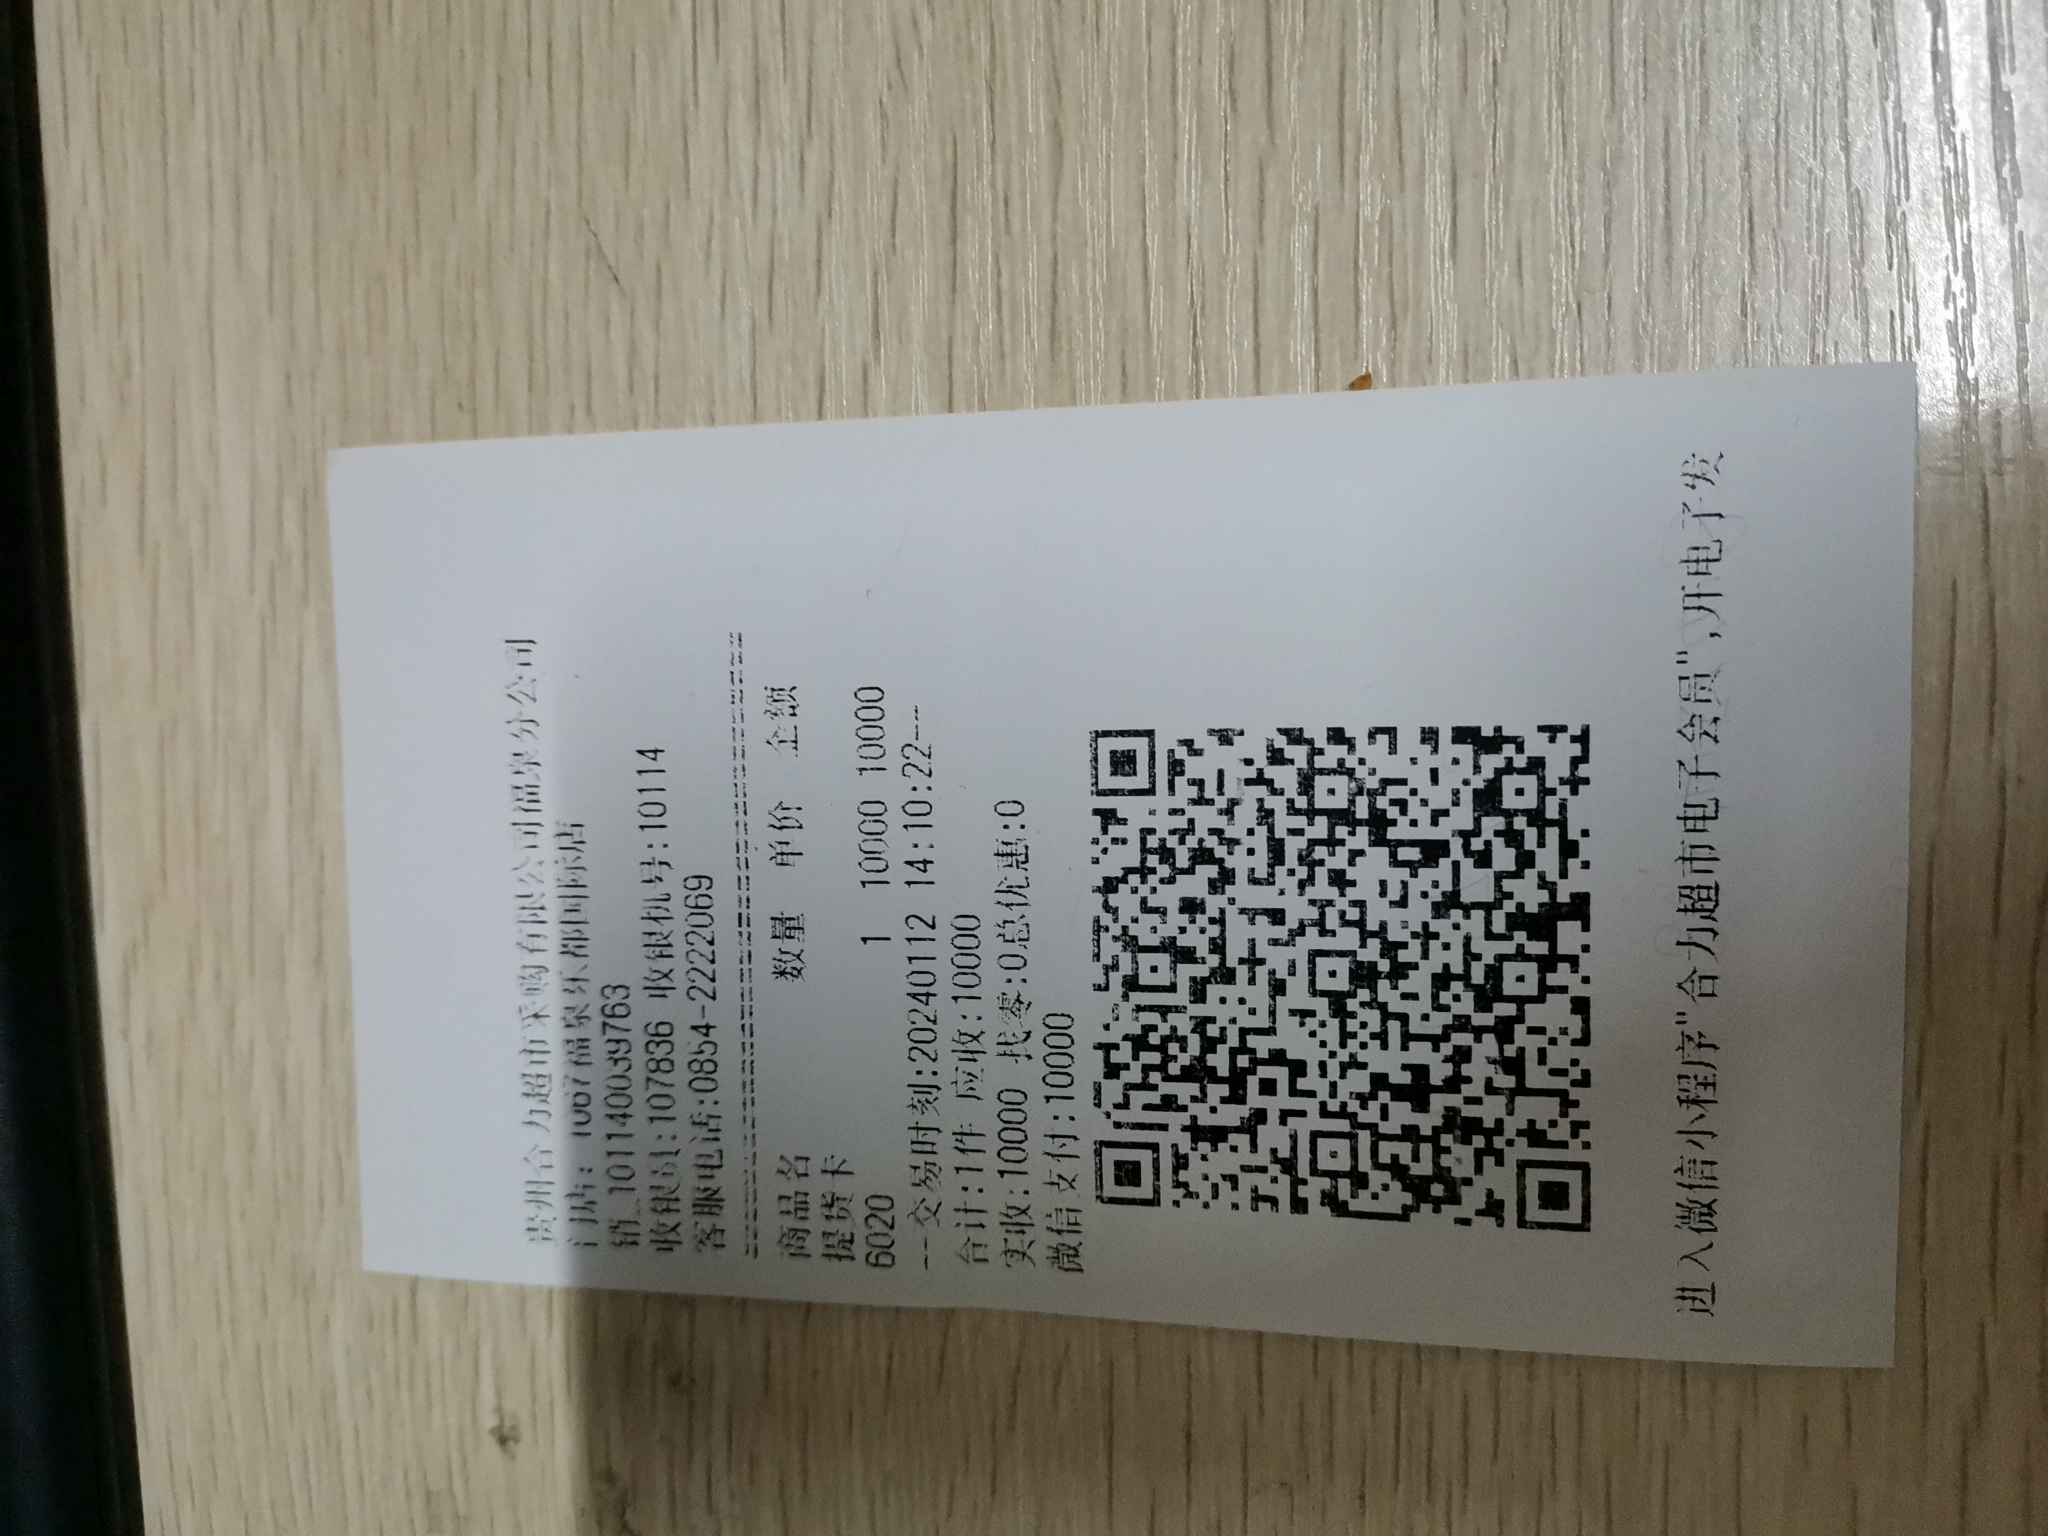 贵州合力超市采购有限公司福泉分公司
门店: 1067福泉东都国际店
销_1011400397​63
收银员:107836 收银机号:10114
客服电话:0854-2222069
商品名 数量 单价 金额
提货卡
6020 1 10000 10000
--交易时刻:20240112 14:10:22---
合计:1件 应收:10000
实收:10000 找零:0总优惠:0
微信支付:10000
进入微信小程序"合力超市电子会员",开电子发